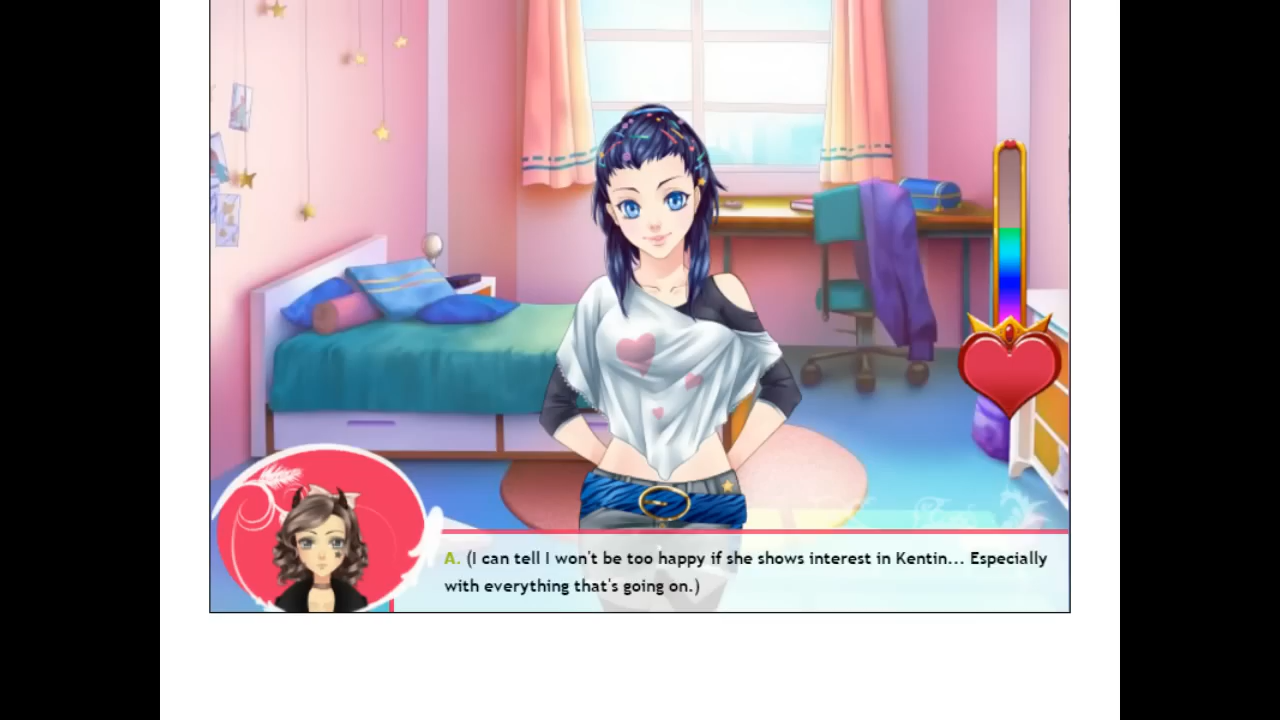 A. (I can tell I won't be too happy if she shows interest in Kentin... Especially
with everything that's going on.)